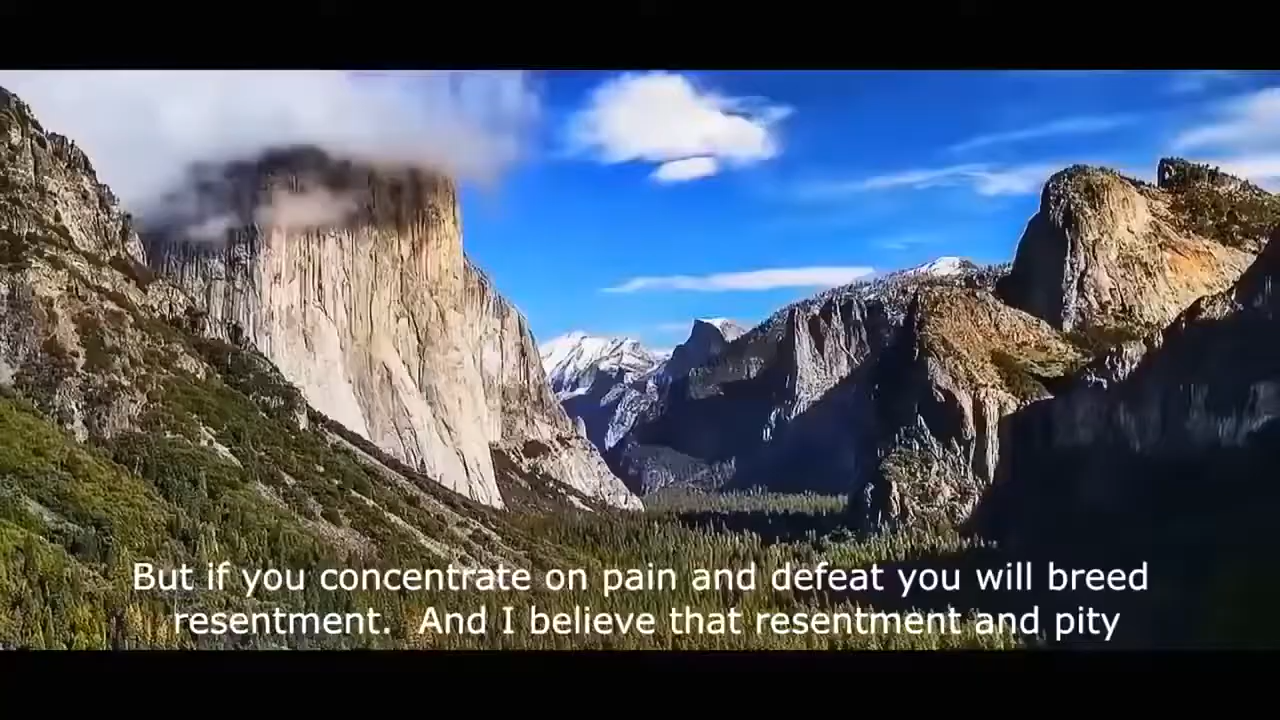 But if you concentrate on pain and defeat you will breed
resentment.  And I believe that resentment and pity